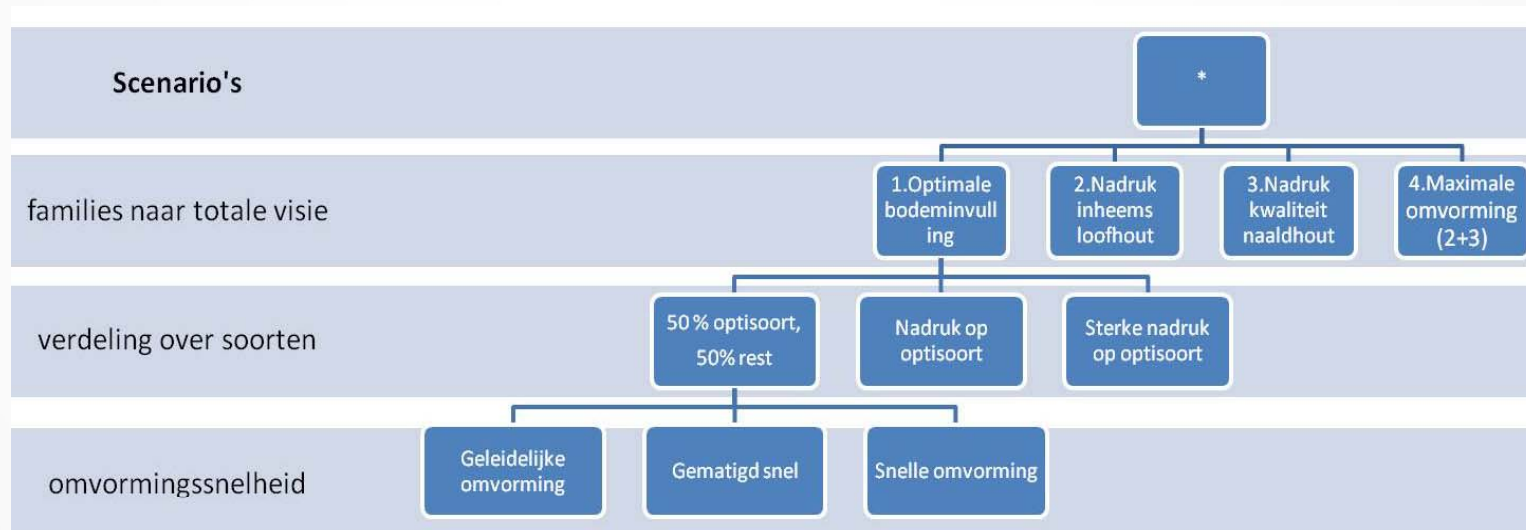 Scenario's
*
families naar totale visie
1.Optimale
bodeminvull
ing
2.Nadruk
inheems
loofhout
3.Nadruk
kwaliteit
naaldhout
4.Maximale
omvorming
(2+3)
verdeling over soorten
50 % optisoort,
50% rest
Nadruk op
optisoort
Sterke nadruk
op optisoort
omvormingssnelheid
Geleidelijke
omvorming
Gematigd snel
Snelle omvorming